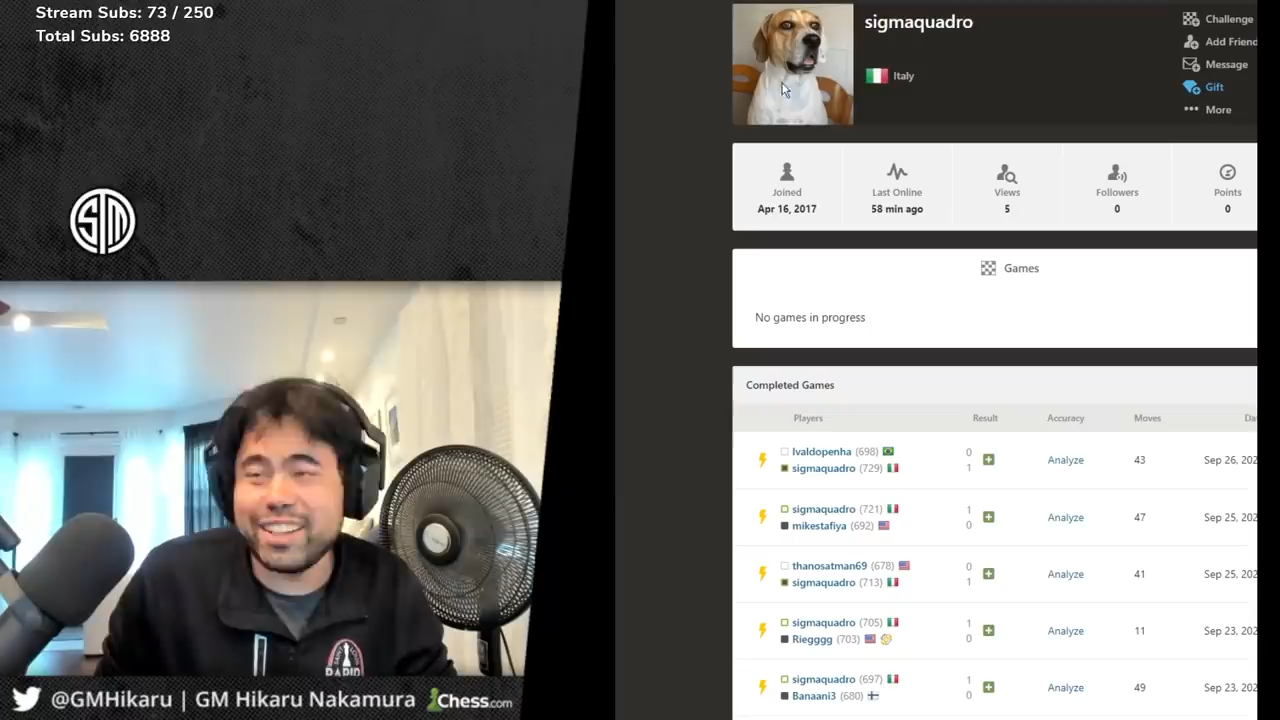 Stream Subs: 73 / 250
Total Subs: 6888
sigmaquadro
Italy
Challenge
Add Friend
Message
Gift
More
Joined
Apr 16, 2017
Last Online
58 min ago
Views
5
Followers
0
Points
0
Games
No games in progress
Completed Games
Players Result Accuracy Moves Da
Ivaldopenha (698) 0
sigmaquadro (729) 1
Analyze 43 Sep 26, 202
sigmaquadro (721) 1
mikestafiya (692) 0
Analyze 47 Sep 25, 202
thanosatman69 (678) 0
sigmaquadro (713) 1
Analyze 41 Sep 25, 202
sigmaquadro (705) 1
Riegggg (703) 0
Analyze 11 Sep 23, 202
sigmaquadro (697) 1
Banaani3 (680) 0
Analyze 49 Sep 23, 202
TSM
RAPID
@GMHikaru | GM Hikaru Nakamura Chess.com